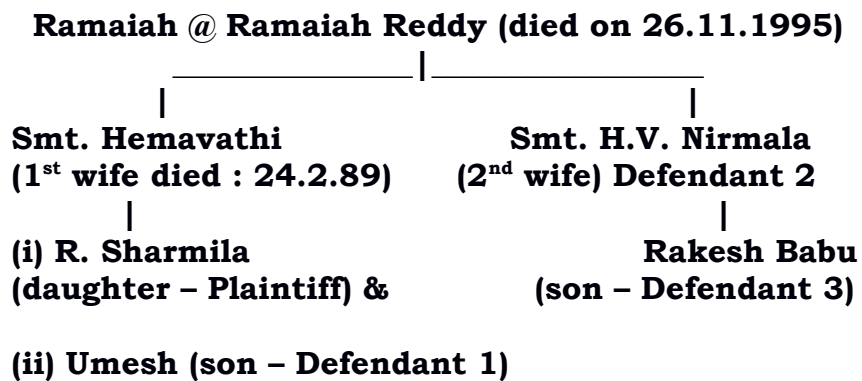 Ramaiah @ Ramaiah Reddy (died on 26.11.1995)
Smt. Hemavathi Smt. H.V. Nirmala
(1st wife died : 24.2.89) (2nd wife) Defendant 2
(i) R. Sharmila Rakesh Babu
(daughter – Plaintiff) & (son – Defendant 3)
(ii) Umesh (son – Defendant 1)